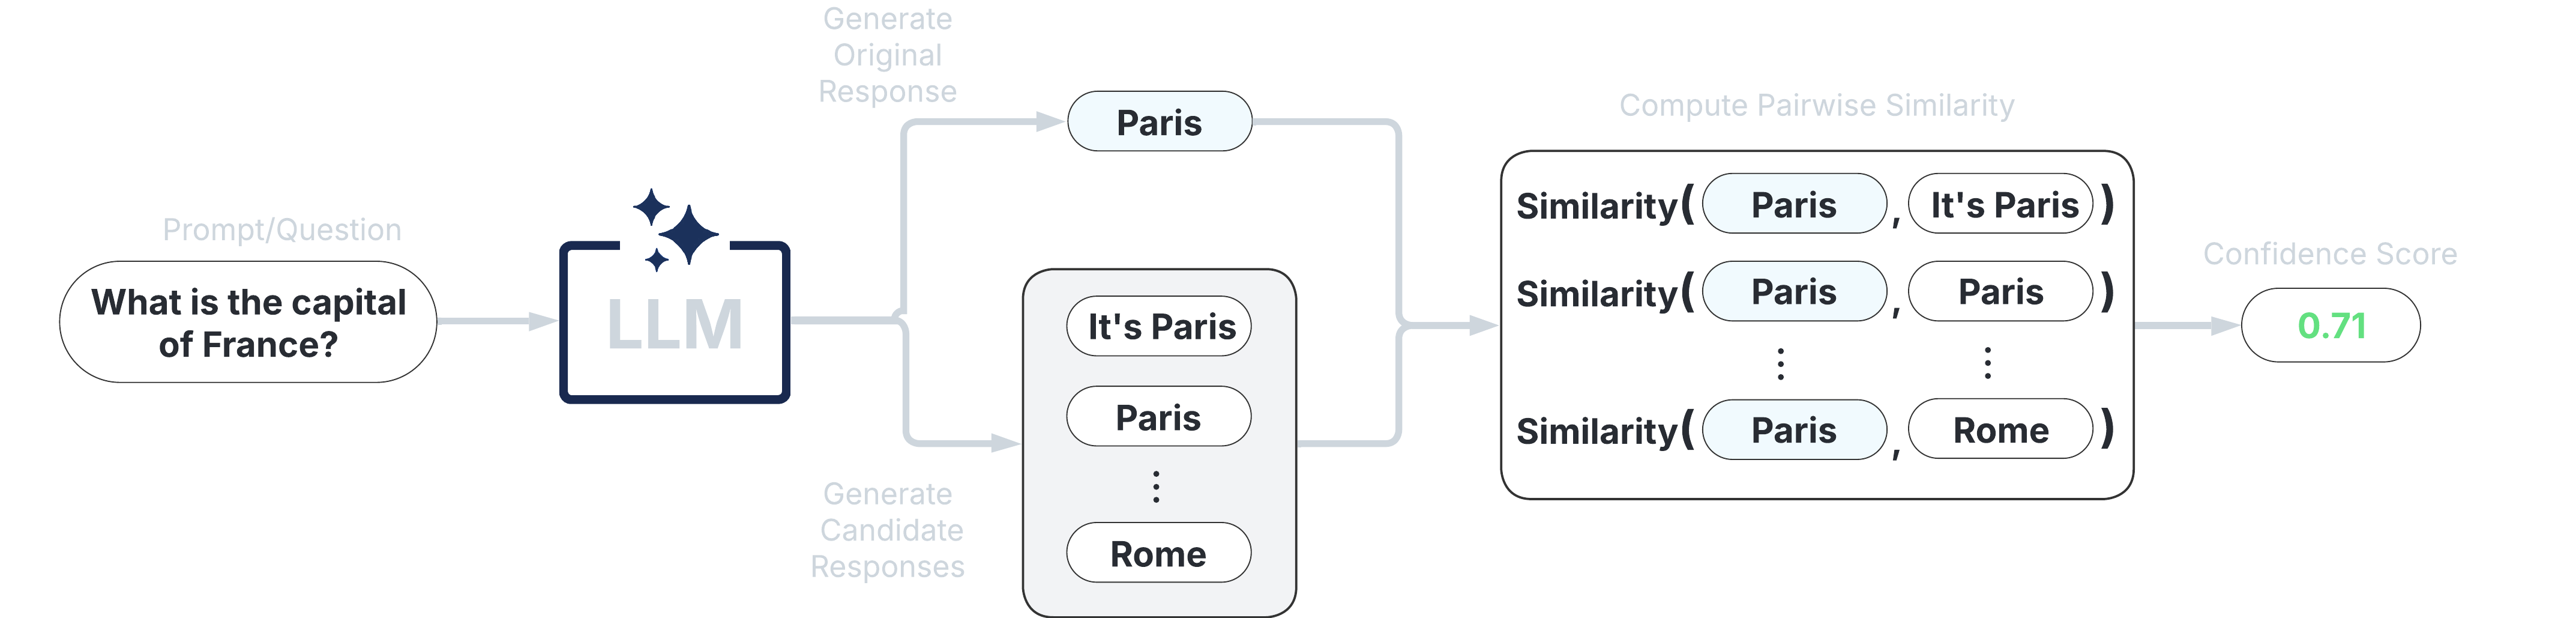 Prompt/Question
What is the capital
of France?
LLM
Generate
Original
Response
Paris
Generate
Candidate
Responses
It's Paris
Paris
⋮
Rome
Compute Pairwise Similarity
Similarity( Paris , It's Paris )
Similarity( Paris , Paris )
⋮ ⋮
Similarity( Paris , Rome )
Confidence Score
0.71